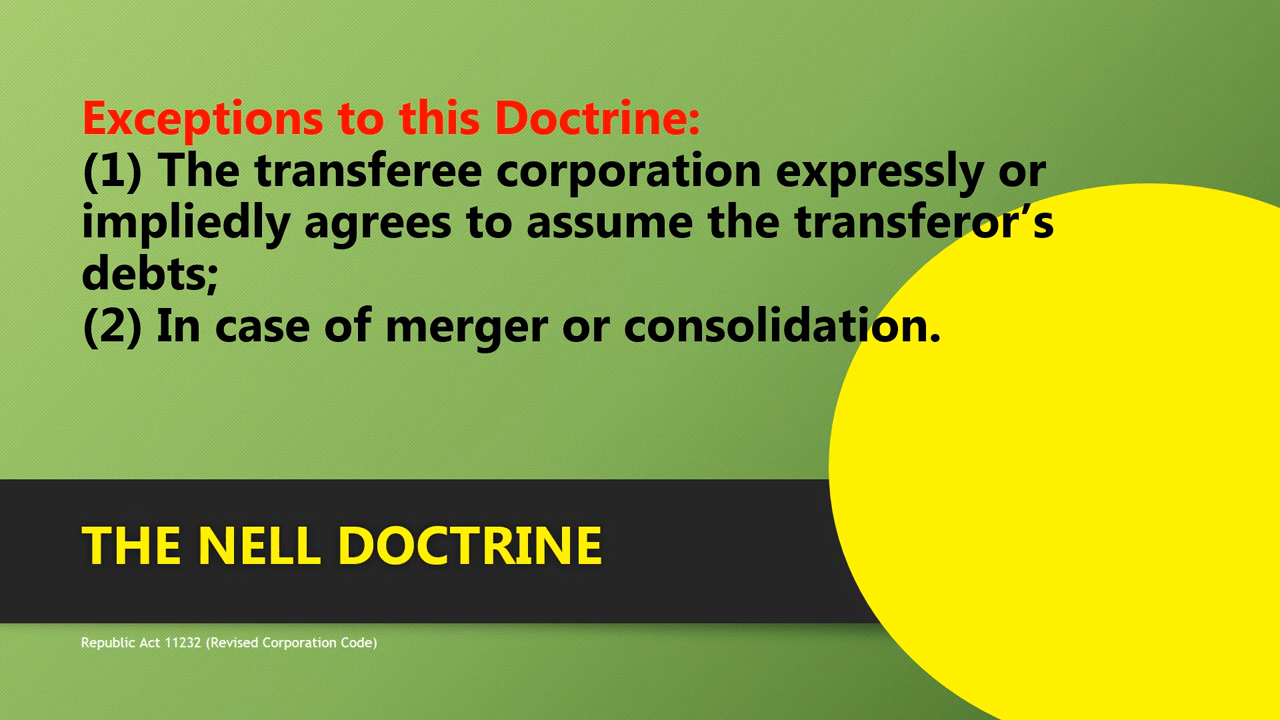 Exceptions to this Doctrine:
(1) The transferee corporation expressly or
impliedly agrees to assume the transferor’s
debts;
(2) In case of merger or consolidation.
THE NELL DOCTRINE
Republic Act 11232 (Revised Corporation Code)